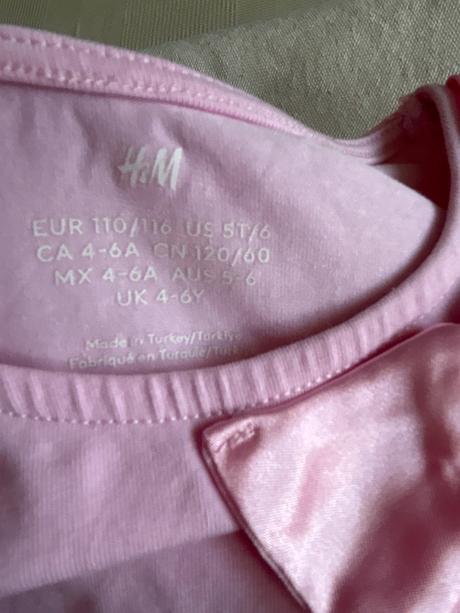 H&M
EUR 110/116 US 5T/6
CA 4-6A CN 120/60
MX 4-6A AUS 5-6
UK 4-6Y
Made in Turkey/Türkiye
Fabriqué en Turquie/